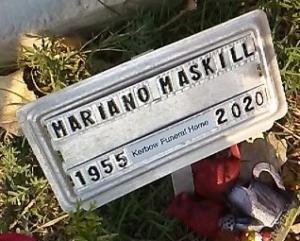 MARIANO MASKILL
1955 Kerbow Funeral Home 2020